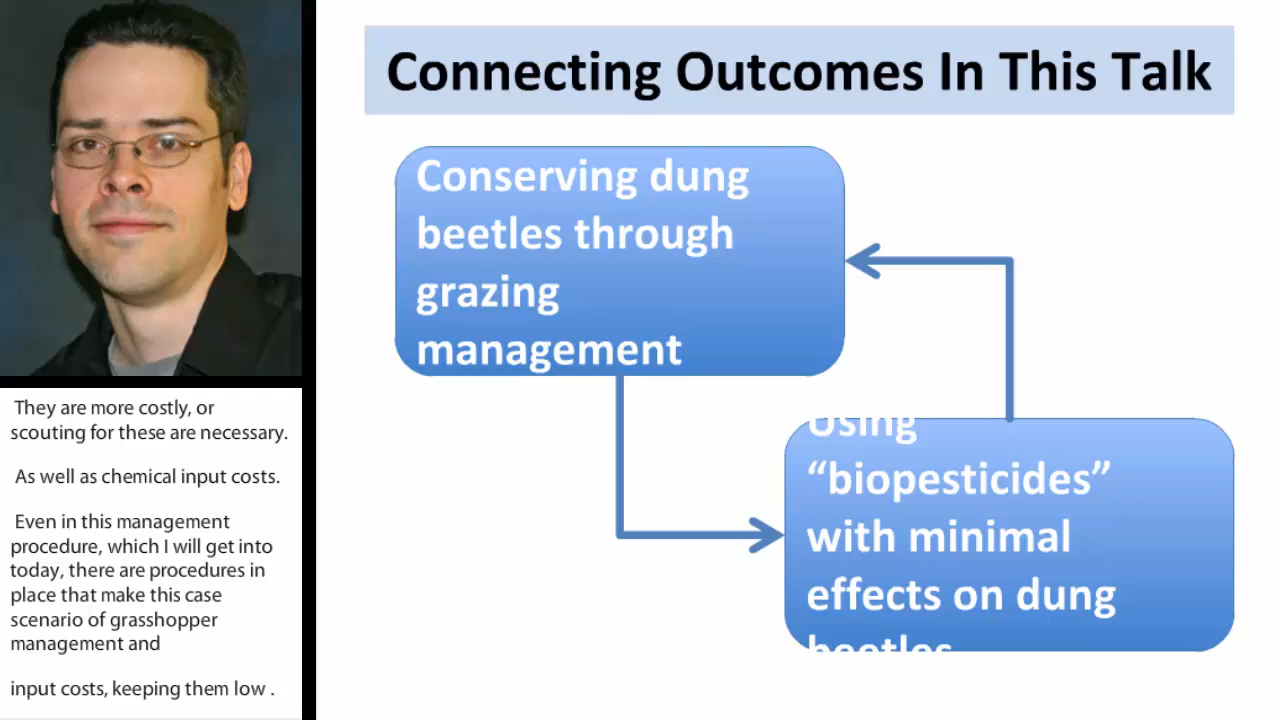 Connecting Outcomes In This Talk
Conserving dung
beetles through
grazing
management
Using
“biopesticides”
with minimal
effects on dung
beetles
They are more costly, or
scouting for these are necessary.
As well as chemical input costs.
Even in this management
procedure, which I will get into
today, there are procedures in
place that make this case
scenario of grasshopper
management and
input costs, keeping them low .